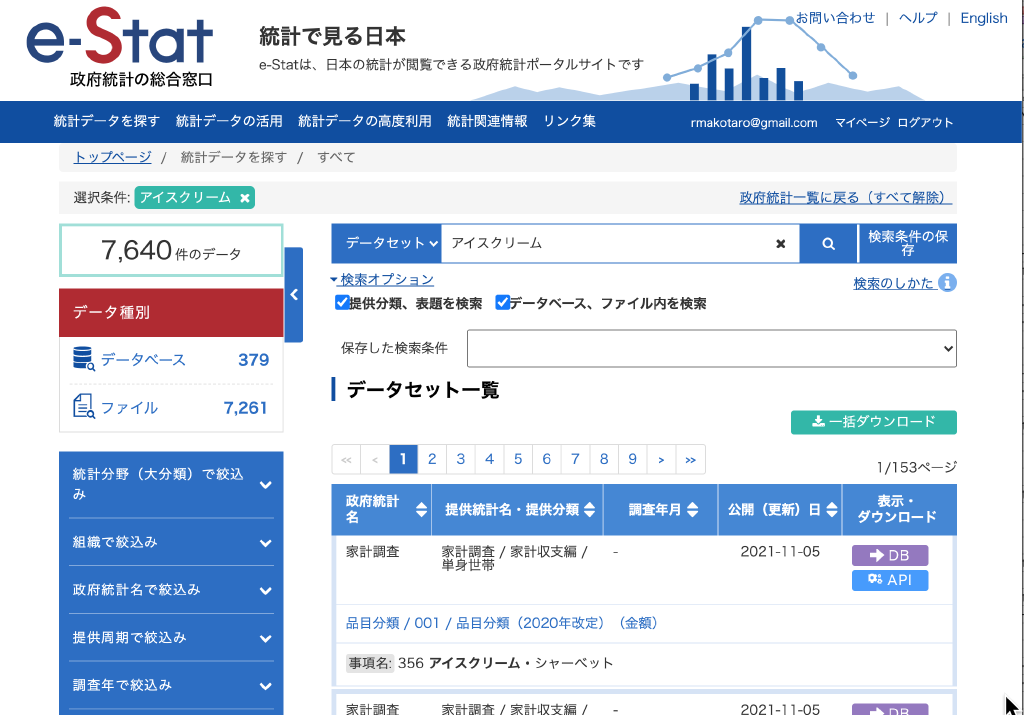 e-Stat
政府統計の総合窓口
統計で見る日本
e-Statは、日本の統計が閲覧できる政府統計ポータルサイトです
お問い合わせ | ヘルプ | English
統計データを探す 統計データの活用 統計データの高度利用 統計関連情報 リンク集
rmakotaro@gmail.com マイページ ログアウト
トップページ / 統計データを探す / すべて
選択条件: アイスクリーム ×
政府統計一覧に戻る（すべて解除）
7,640 件のデータ
データ種別
データベース 379
ファイル 7,261
統計分野（大分類）で絞込
み
組織で絞込み
政府統計名で絞込み
提供周期で絞込み
調査年で絞込み
データセット
アイスクリーム
検索条件の保
存
検索オプション
検索のしかた
提供分類、表題を検索 データベース、ファイル内を検索
保存した検索条件
データセット一覧
一括ダウンロード
<< < 1 2 3 4 5 6 7 8 9 > >>
1/153ページ
政府統計
名
提供統計名・提供分類
調査年月
公開（更新）日
表示・
ダウンロード
家計調査
家計調査 / 家計収支編 /
単身世帯
-
2021-11-05
DB
API
品目分類 / 001 / 品目分類（2020年改定）（金額）
事項名: 356 アイスクリーム・シャーベット
家計調査 家計調査 / 家計収支編 / - 2021-11-05 DB